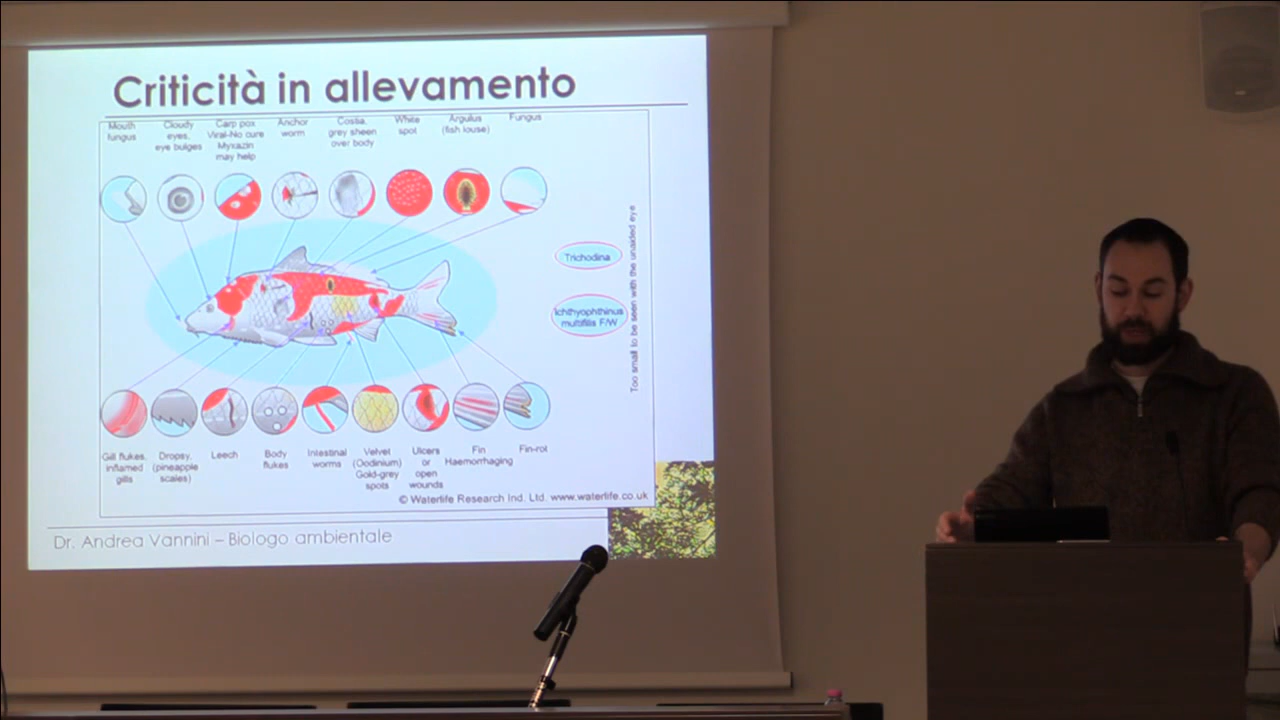 Criticità in allevamento
Mouth
fungus
Cloudy
eyes,
eye bulges
Carp pox
Viral-No cure
Myxazin
may help
Anchor
worm
Costia,
grey sheen
over body
White
spot
Argulus
(fish louse)
Fungus
Trichodina
Ichthyophthirius
multifilis F/W
Too small to be seen with the unaided eye
Gill flukes,
inflamed
gills
Dropsy,
(pineapple
scales)
Leech
Body
flukes
Intestinal
worms
Velvet
(Oodinium)
Gold-grey
spots
Ulcers
or
open
wounds
Fin
Haemorrhaging
Fin-rot
© Waterlife Research Ind. Ltd. www.waterlife.co.uk
Dr. Andrea Vannini – Biologo ambientale